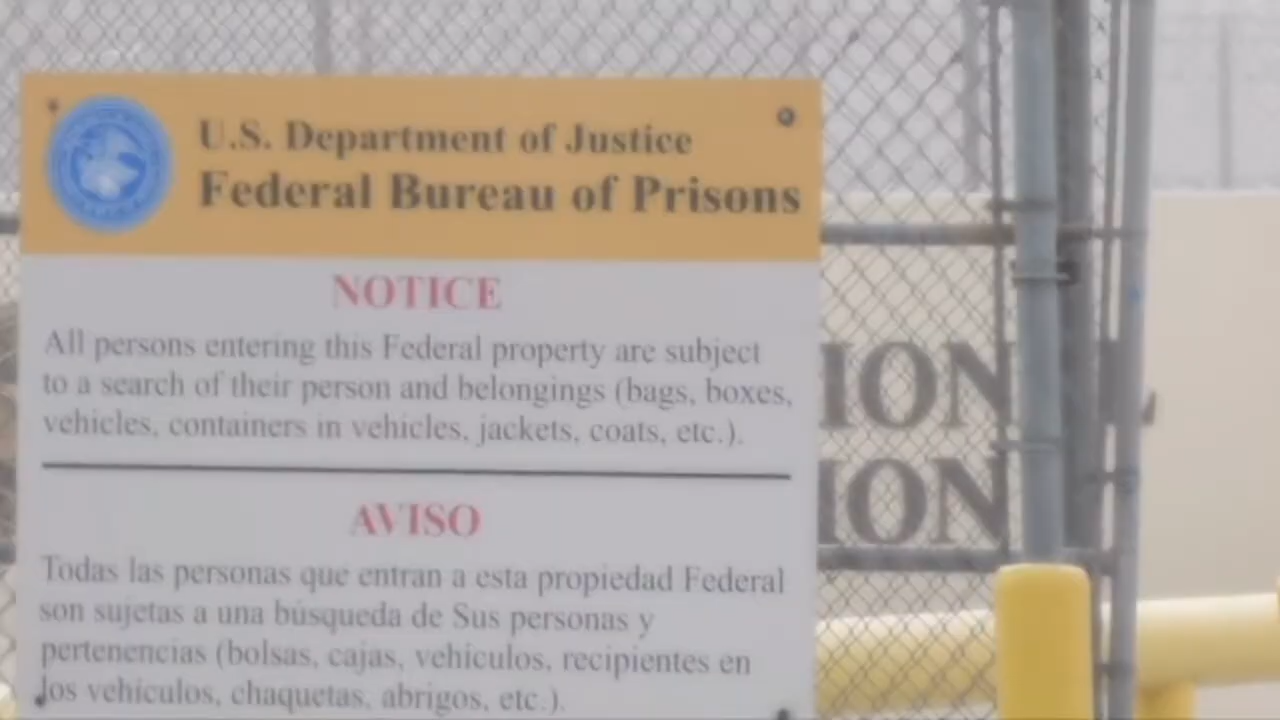 U.S. Department of Justice
Federal Bureau of Prisons
NOTICE
All persons entering this Federal property are subject
to a search of their person and belongings (bags, boxes,
vehicles, containers in vehicles, jackets, coats, etc.).
AVISO
Todas las personas que entran a esta propiedad Federal
son sujetas a una búsqueda de Sus personas y
pertenencias (bolsas, cajas, vehículos, recipientes en
los vehículos, chaquetas, abrigos, etc.).
ION
ION